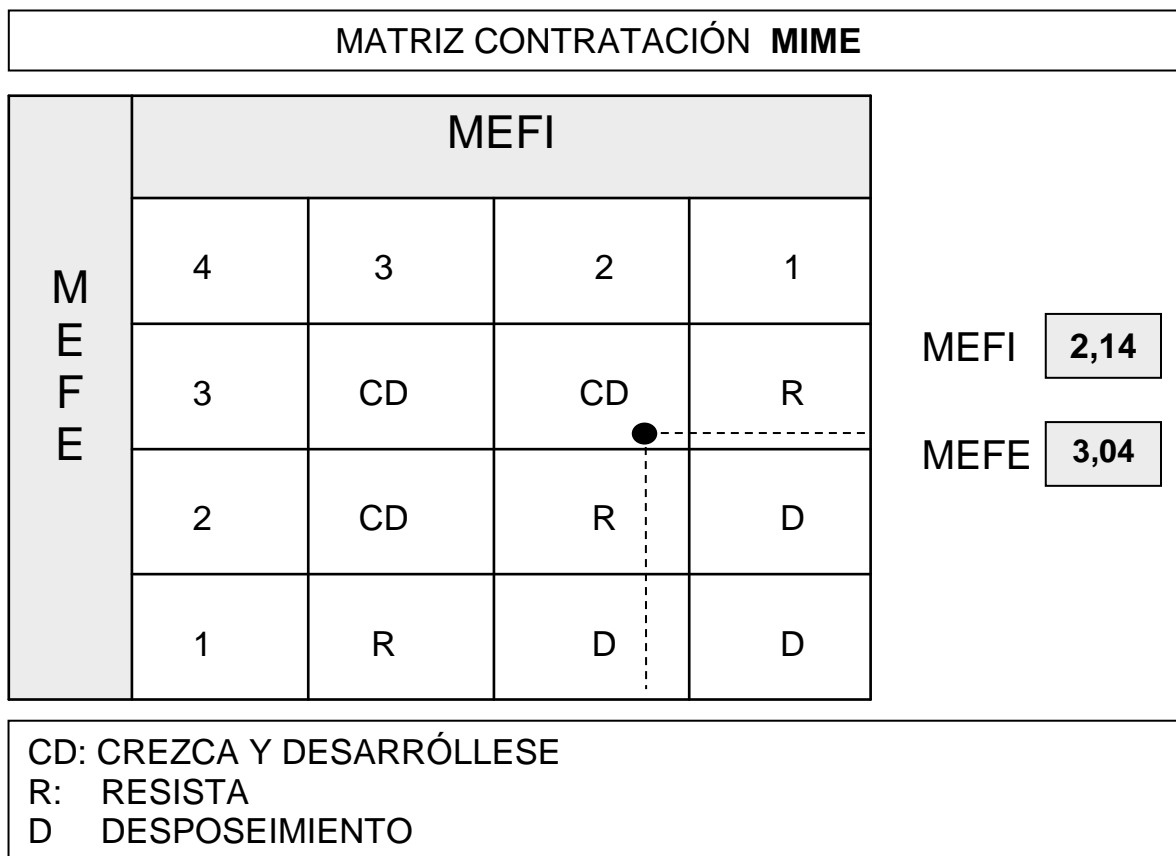 MATRIZ CONTRATACIÓN MIME
MEFI
MEFE
4 3 2 1
3 CD CD R
2 CD R D
1 R D D
MEFI 2,14
MEFE 3,04
CD: CREZCA Y DESARRÓLLESE
R: RESISTA
D DESPOSEIMIENTO